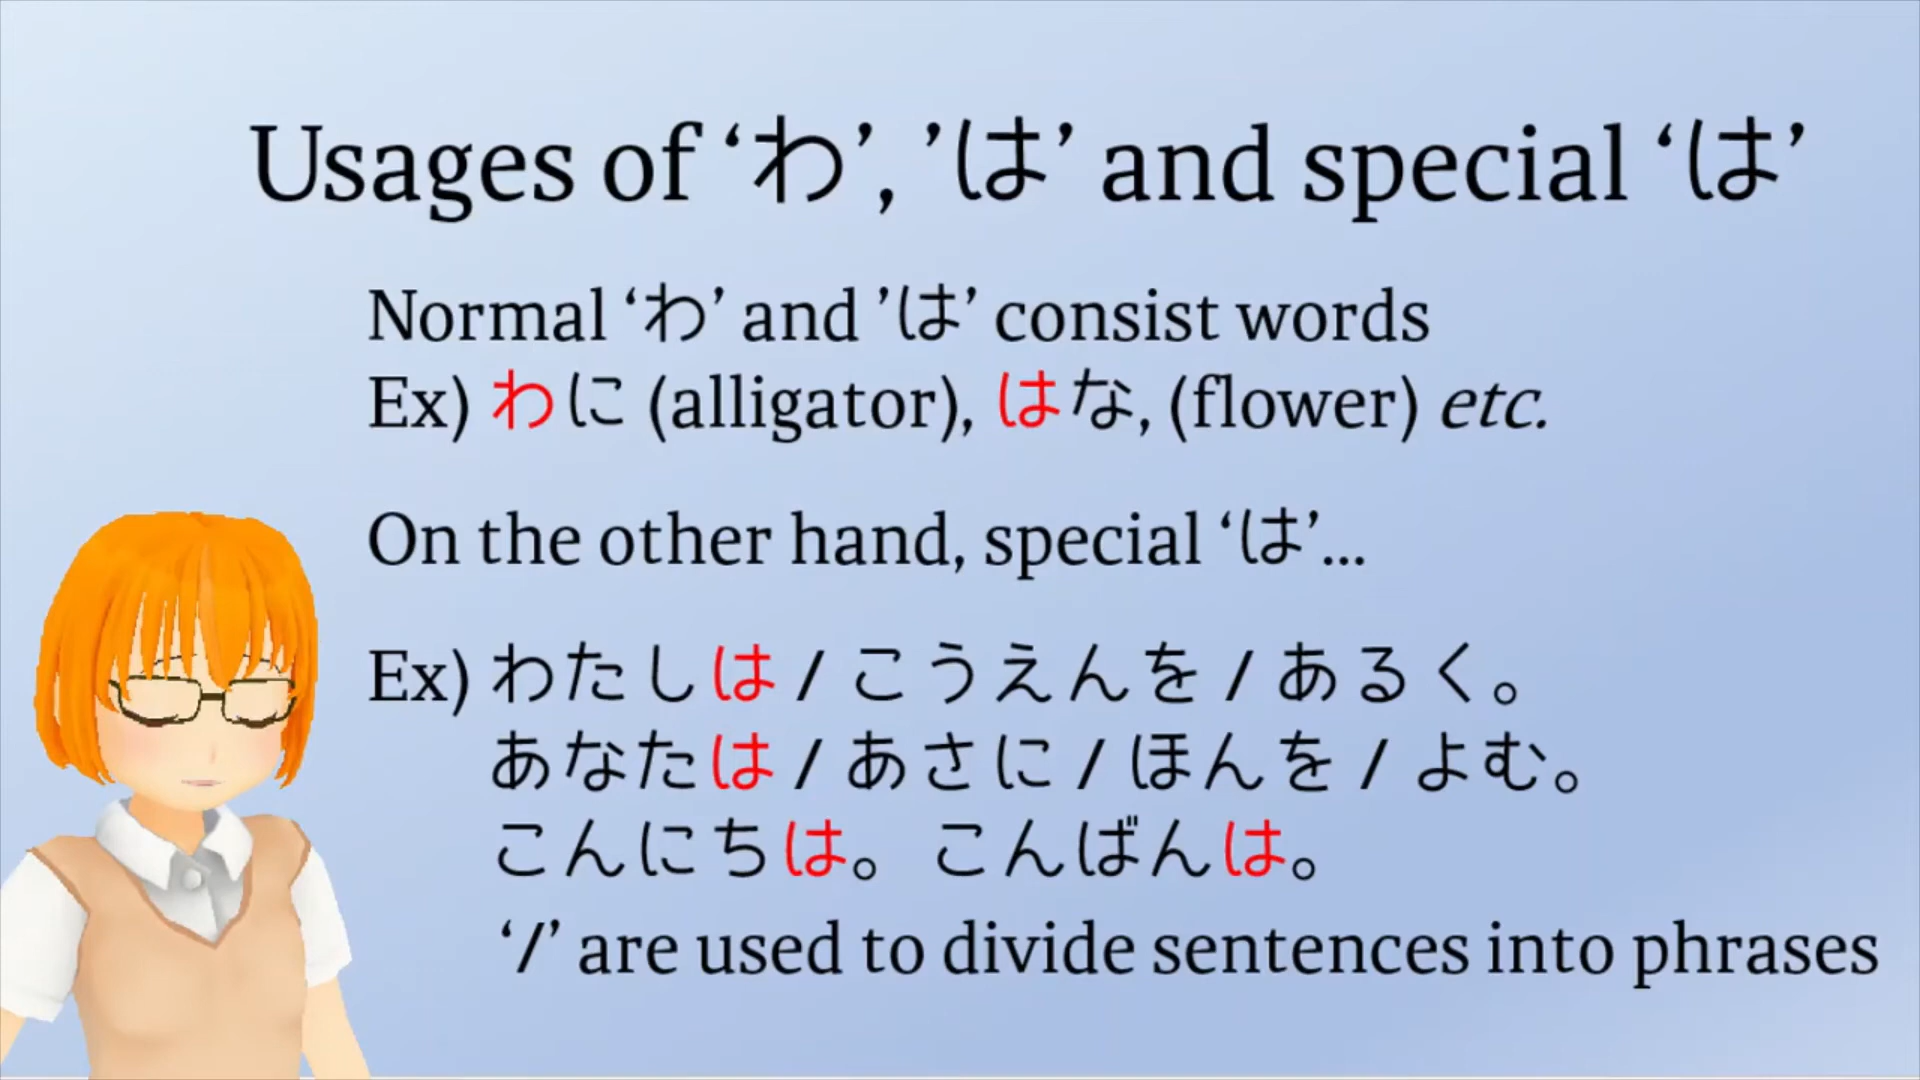 Usages of ‘わ’, ’は’ and special ‘は’
Normal ‘わ’ and ’は’ consist words
Ex) わに (alligator), はな, (flower) etc.
On the other hand, special ‘は’...
Ex) わたしは / こうえんを / あるく。
あなたは / あさに / ほんを / よむ。
こんにちは。 こんばんは。
‘/’ are used to divide sentences into phrases